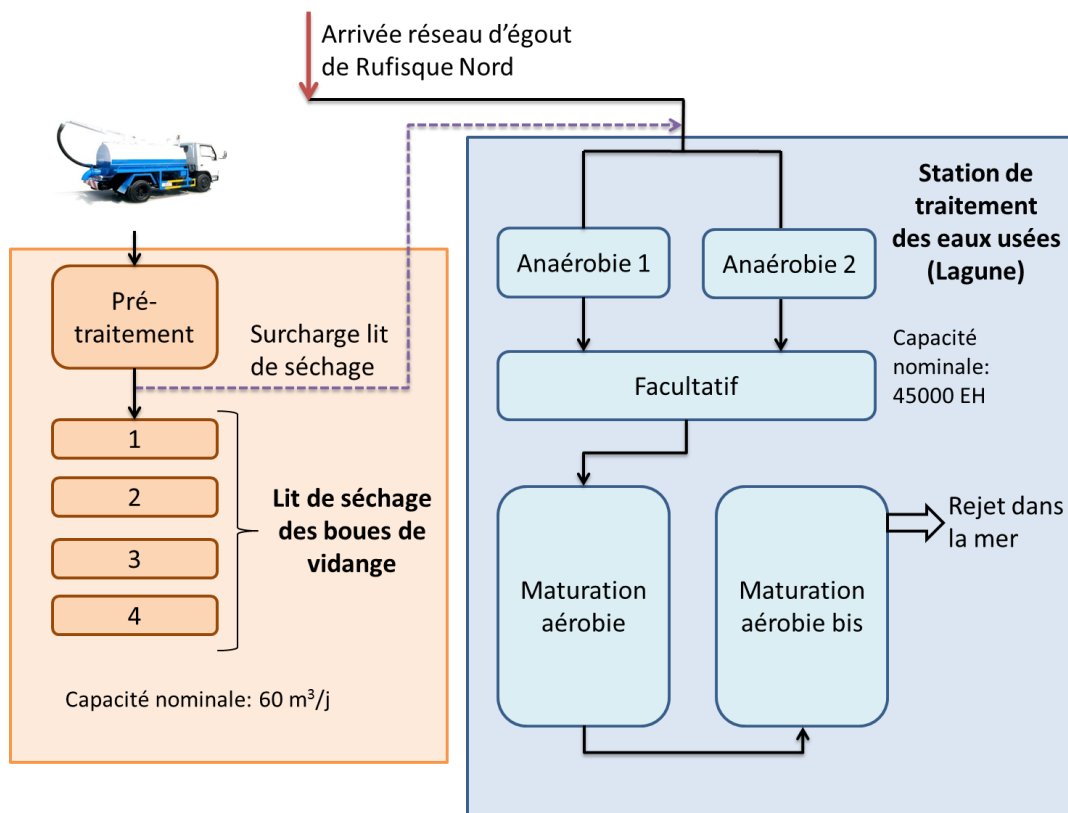 Arrivée réseau d'égout
de Rufisque Nord
Pré-
traitement
Surcharge lit
de séchage
1
2
3
4
Lit de séchage
des boues de
vidange
Capacité nominale: 60 m³/j
Station de
traitement
des eaux usées
(Lagune)
Anaérobie 1
Anaérobie 2
Capacité
nominale:
45000 EH
Facultatif
Maturation
aérobie
Maturation
aérobie bis
Rejet dans
la mer